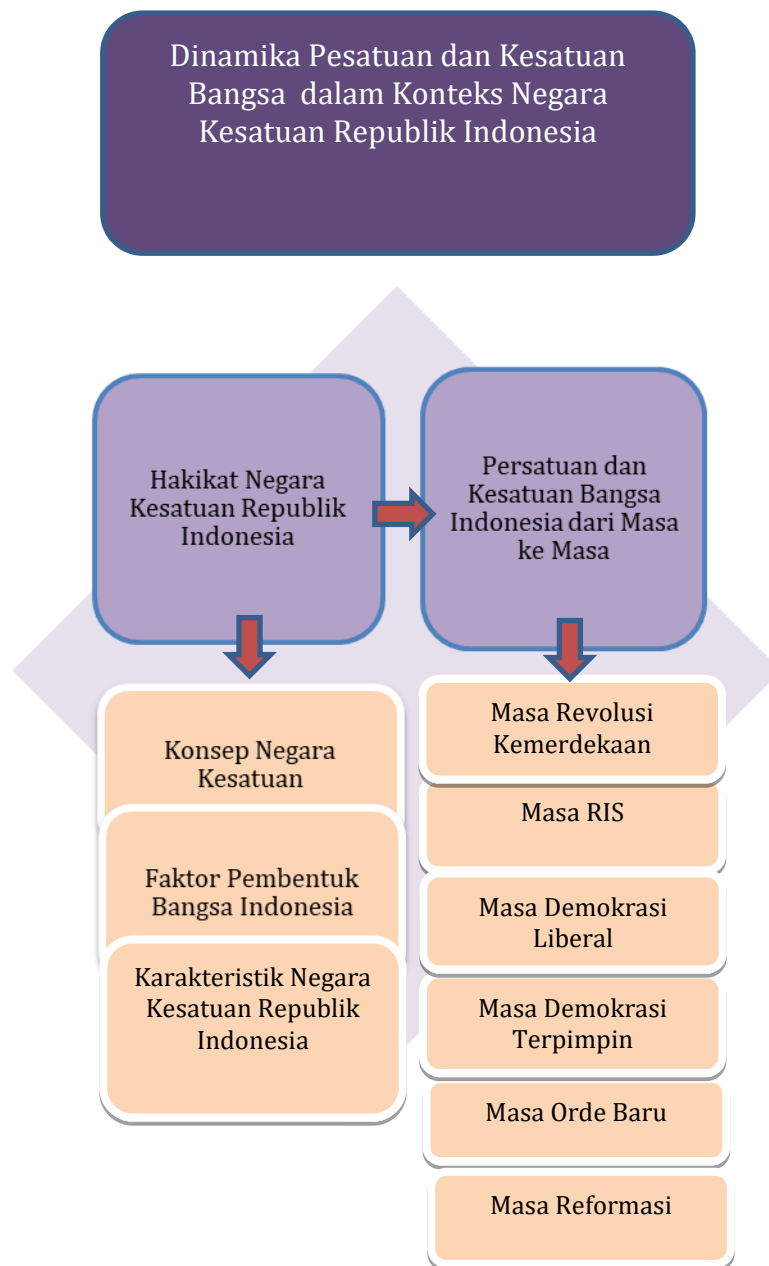 Dinamika Pesatuan dan Kesatuan
Bangsa dalam Konteks Negara
Kesatuan Republik Indonesia
Hakikat Negara
Kesatuan Republik
Indonesia
Persatuan dan
Kesatuan Bangsa
Indonesia dari Masa
ke Masa
Konsep Negara
Kesatuan
Faktor Pembentuk
Bangsa Indonesia
Karakteristik Negara
Kesatuan Republik
Indonesia
Masa Revolusi
Kemerdekaan
Masa RIS
Masa Demokrasi
Liberal
Masa Demokrasi
Terpimpin
Masa Orde Baru
Masa Reformasi